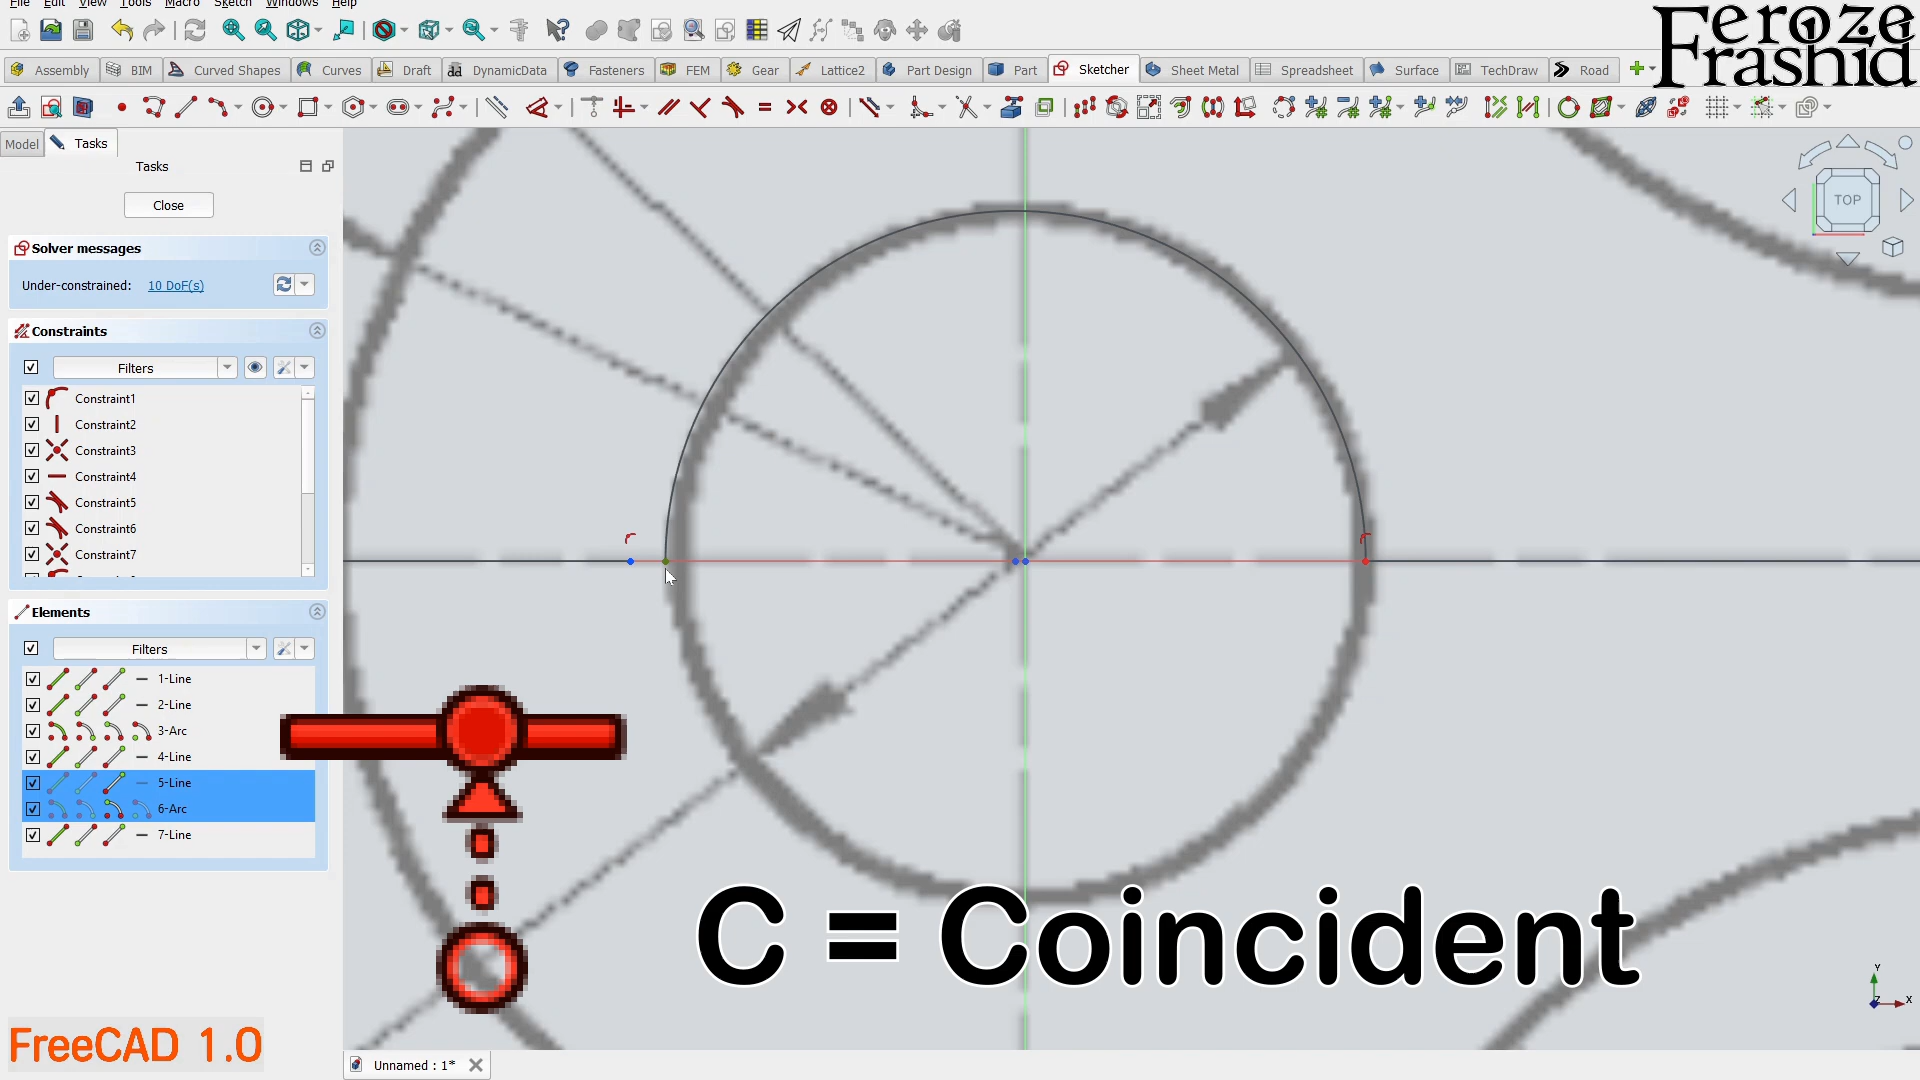 File Edit View Tools Macro Sketch Windows Help
Feroze
Frashid
Assembly BIM Curved Shapes Curves Draft DynamicData Fasteners FEM Gear Lattice2 Part Design Part Sketcher Sheet Metal Spreadsheet Surface TechDraw Road
Model Tasks
Tasks
Close
TOP
Solver messages
Under-constrained: 10 DoF(s)
Constraints
Filters
Constraint1
Constraint2
Constraint3
Constraint4
Constraint5
Constraint6
Constraint7
Elements
Filters
1-Line
2-Line
3-Arc
4-Line
5-Line
6-Arc
7-Line
C = Coincident
Y
Z X
FreeCAD 1.0
Unnamed : 1*